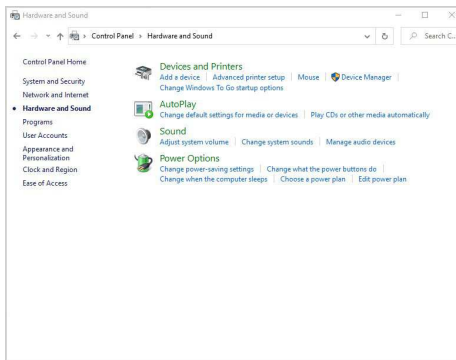 Hardware and Sound
Control Panel > Hardware and Sound
Search C...
Control Panel Home
System and Security
Network and Internet
Hardware and Sound
Programs
User Accounts
Appearance and
Personalization
Clock and Region
Ease of Access
Devices and Printers
Add a device | Advanced printer setup | Mouse | Device Manager
Change Windows To Go startup options
AutoPlay
Change default settings for media or devices | Play CDs or other media automatically
Sound
Adjust system volume | Change system sounds | Manage audio devices
Power Options
Change power-saving settings | Change what the power buttons do
Change when the computer sleeps | Choose a power plan | Edit power plan